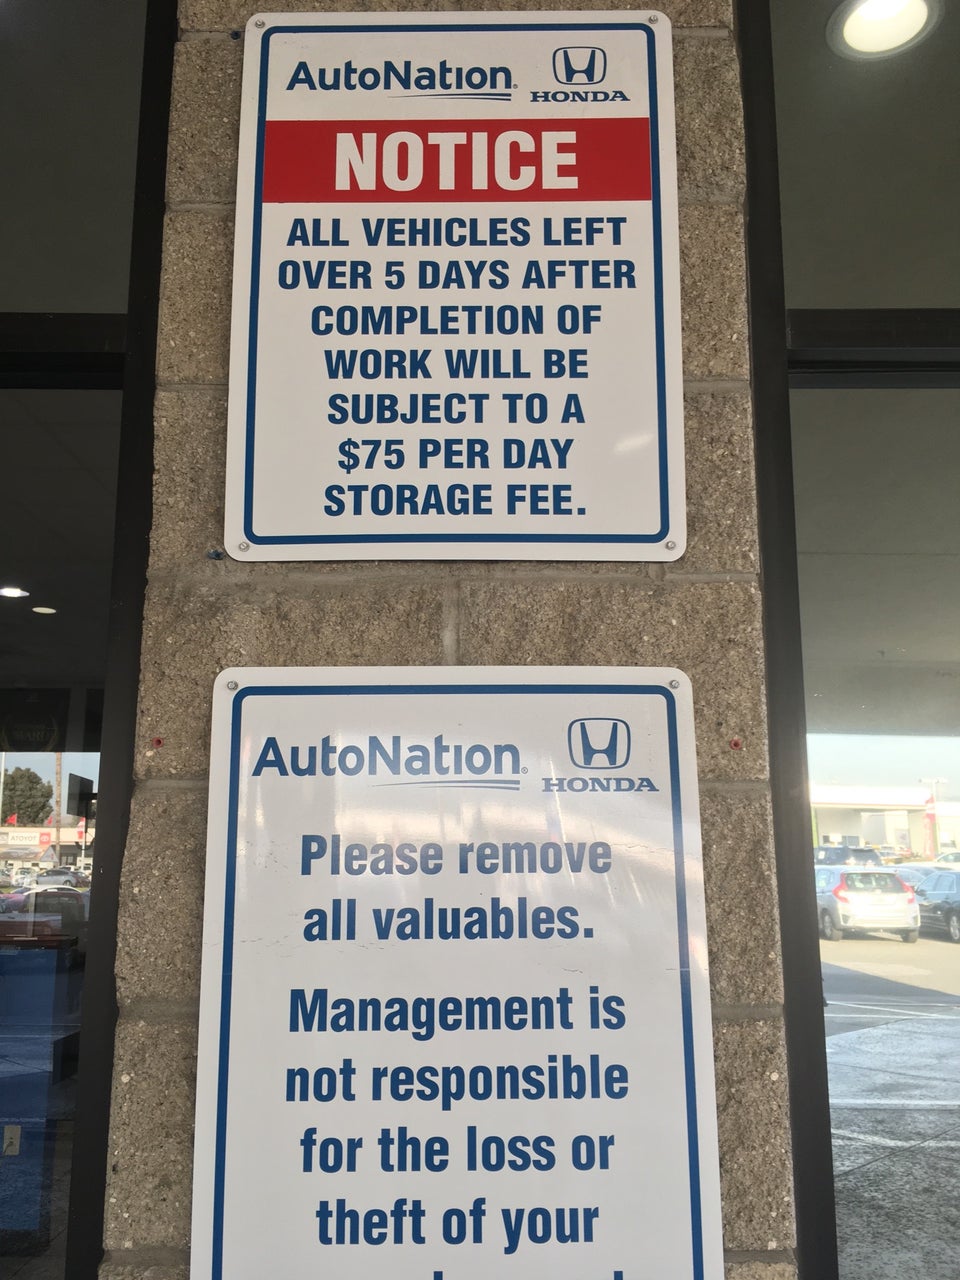 AutoNation HONDA
NOTICE
ALL VEHICLES LEFT
OVER 5 DAYS AFTER
COMPLETION OF
WORK WILL BE
SUBJECT TO A
$75 PER DAY
STORAGE FEE.
AutoNation HONDA
Please remove
all valuables.
Management is
not responsible
for the loss or
theft of your